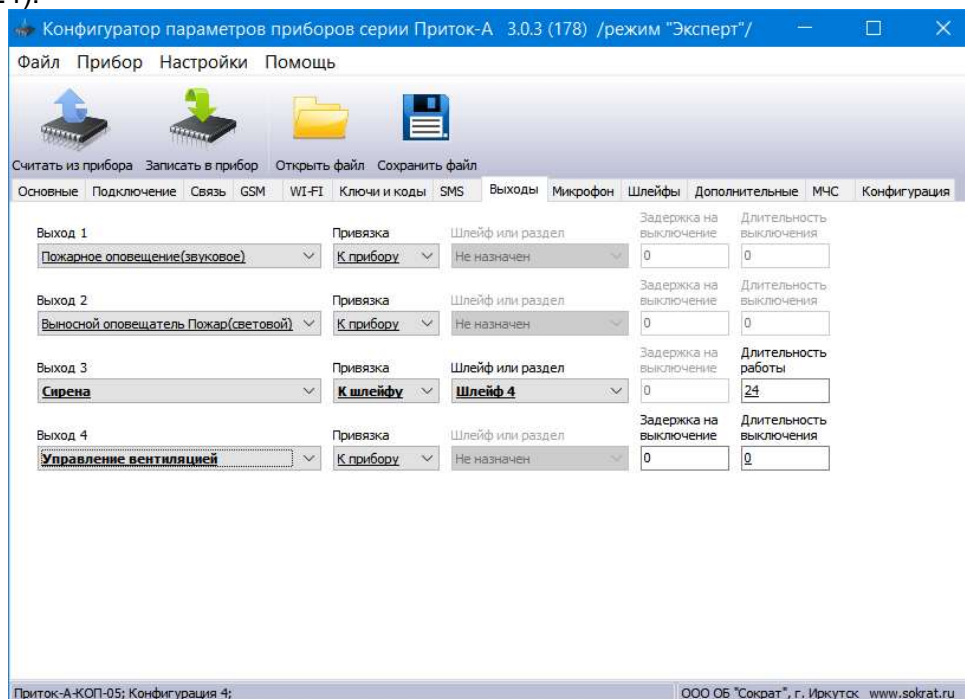 Конфигуратор параметров приборов серии Приток-А 3.0.3 (178) /режим "Эксперт"/
Файл Прибор Настройки Помощь
Считать из прибора Записать в прибор Открыть файл Сохранить файл
Основные Подключение Связь GSM WI-FI Ключи и коды SMS Выходы Микрофон Шлейфы Дополнительные МЧС Конфигурация
Выход 1 Привязка Шлейф или раздел Задержка на выключение Длительность выключения
Пожарное оповещение(звуковое) К прибору Не назначен 0 0
Выход 2 Привязка Шлейф или раздел Задержка на выключение Длительность выключения
Выносной оповещатель Пожар(световой) К прибору Не назначен 0 0
Выход 3 Привязка Шлейф или раздел Задержка на выключение Длительность работы
Сирена К шлейфу Шлейф 4 0 24
Выход 4 Привязка Шлейф или раздел Задержка на выключение Длительность выключения
Управление вентиляцией К прибору Не назначен 0 0
Приток-А-КОП-05; Конфигурация 4; ООО ОБ "Сократ", г. Иркутск www.sokrat.ru